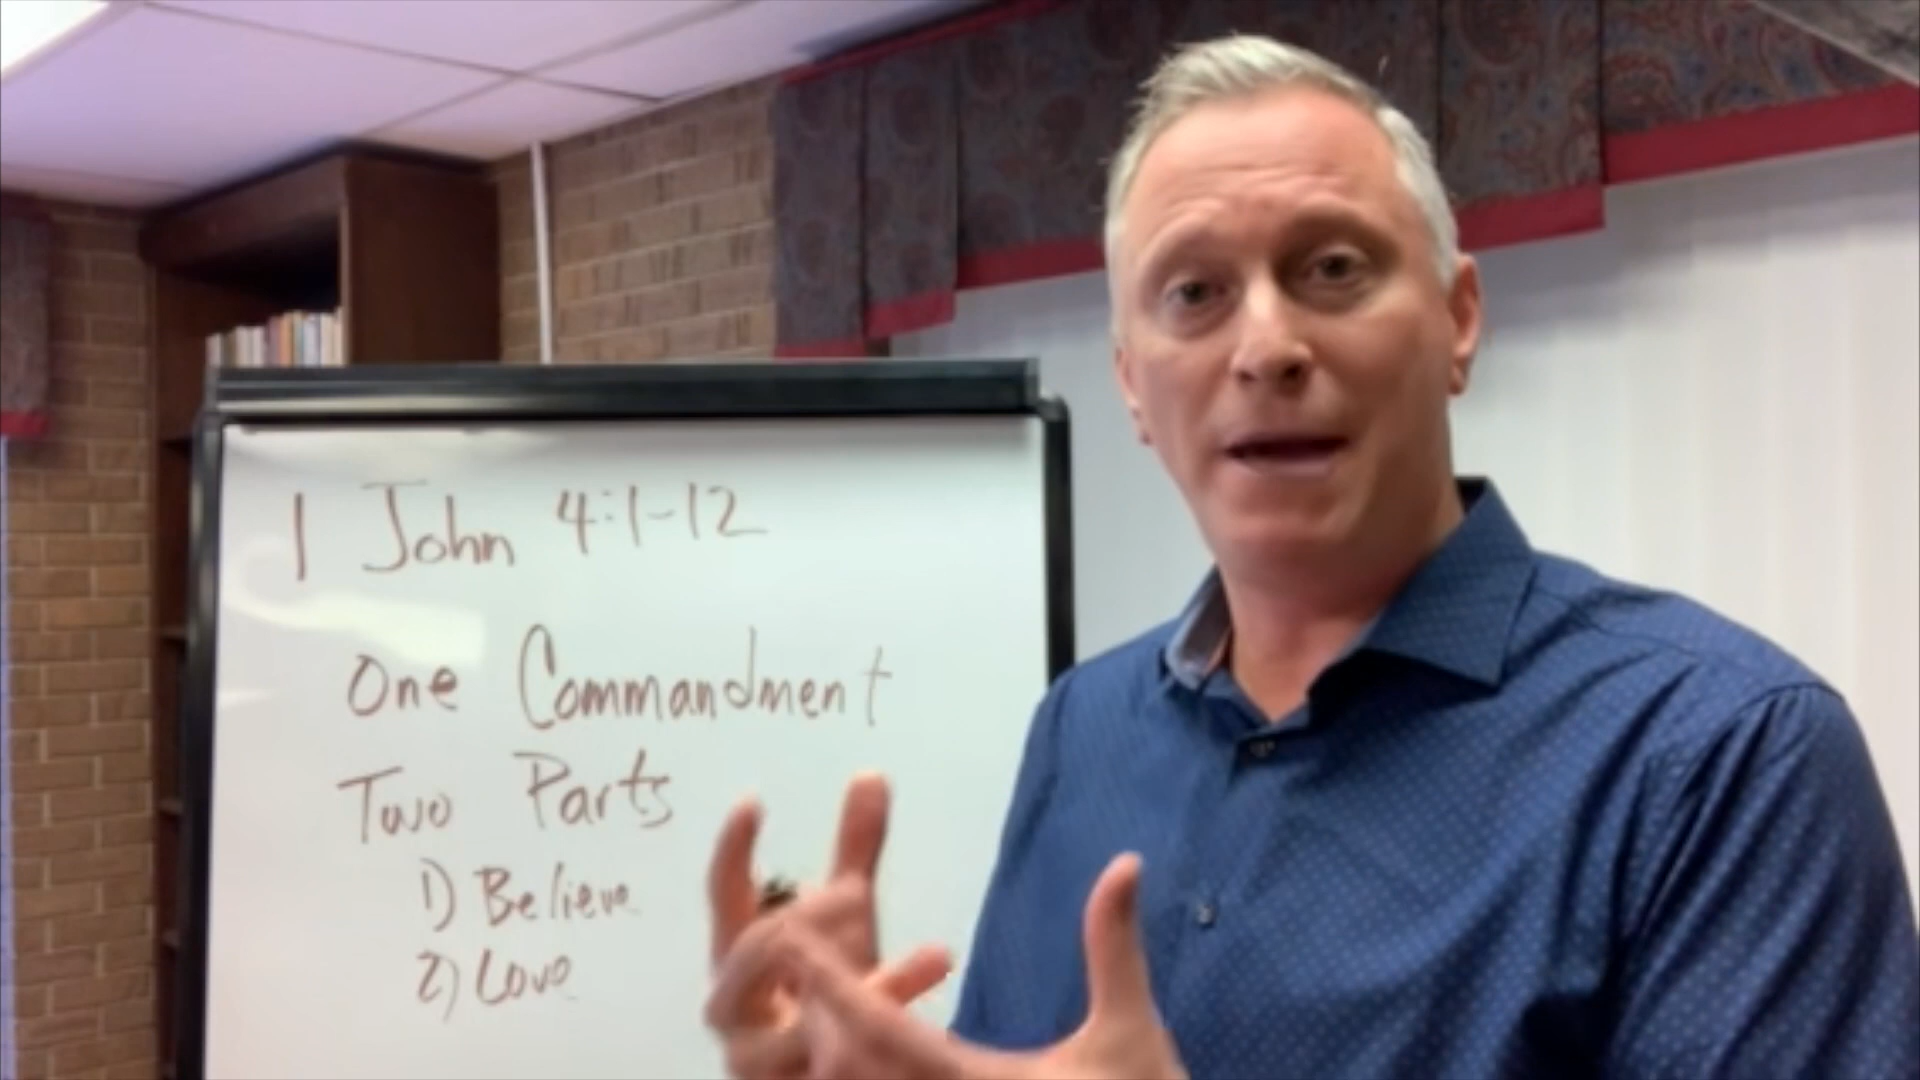 1 John 4:1-12
One Commandment
Two Parts
1) Believe
2) Love